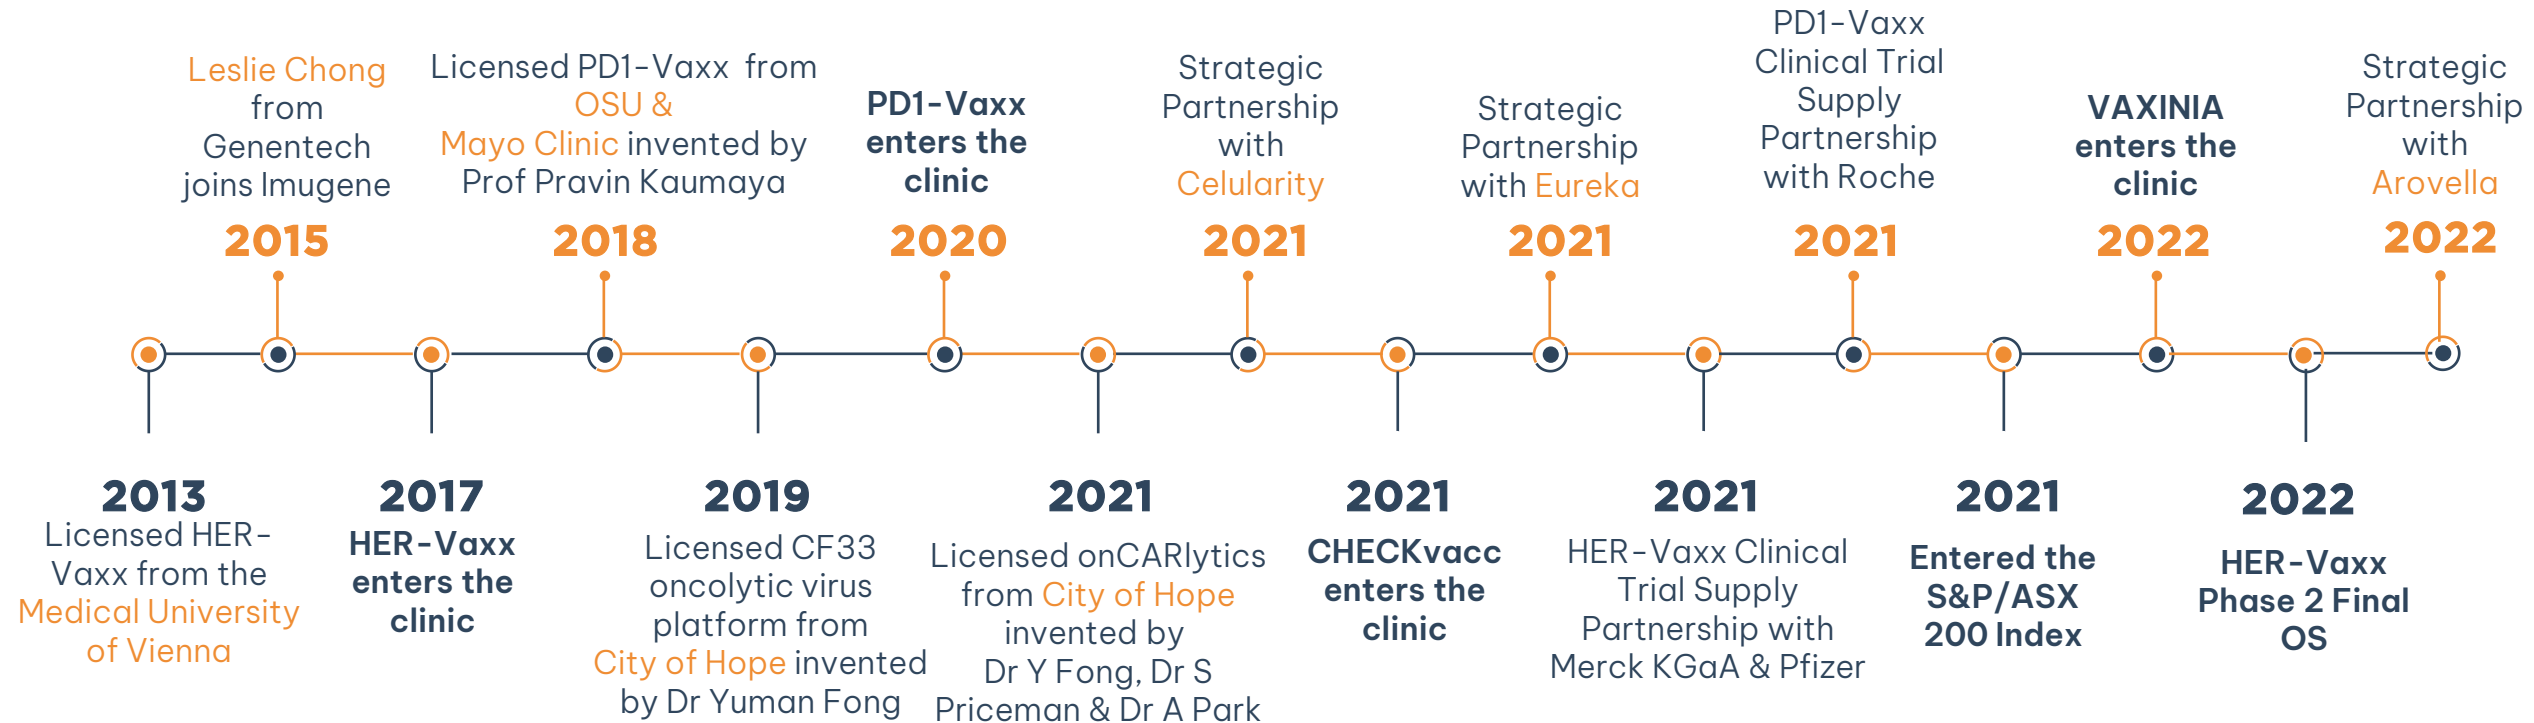 Leslie Chong
from
Genentech
joins Imugene
2015
Licensed PD1-Vaxx from
OSU &
Mayo Clinic invented by
Prof Pravin Kaumaya
2018
PD1-Vaxx
enters the
clinic
2020
Strategic
Partnership
with
Celularity
2021
Strategic
Partnership
with Eureka
2021
PD1-Vaxx
Clinical Trial
Supply
Partnership
with Roche
2021
VAXINIA
enters the
clinic
2022
Strategic
Partnership
with
Arovella
2022
2013
Licensed HER-
Vaxx from the
Medical University
of Vienna
2017
HER-Vaxx
enters the
clinic
2019
Licensed CF33
oncolytic virus
platform from
City of Hope invented
by Dr Yuman Fong
2021
Licensed onCARlytics
from City of Hope
invented by
Dr Y Fong, Dr S
Priceman & Dr A Park
2021
CHECKvacc
enters the
clinic
2021
HER-Vaxx Clinical
Trial Supply
Partnership with
Merck KGaA & Pfizer
2021
Entered the
S&P/ASX
200 Index
2022
HER-Vaxx
Phase 2 Final
OS